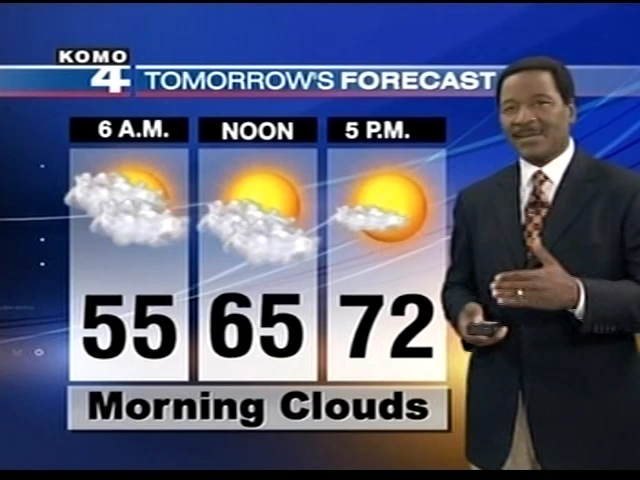 KOMO
4 TOMORROW'S FORECAST
6 A.M. NOON 5 P.M.
55 65 72
Morning Clouds